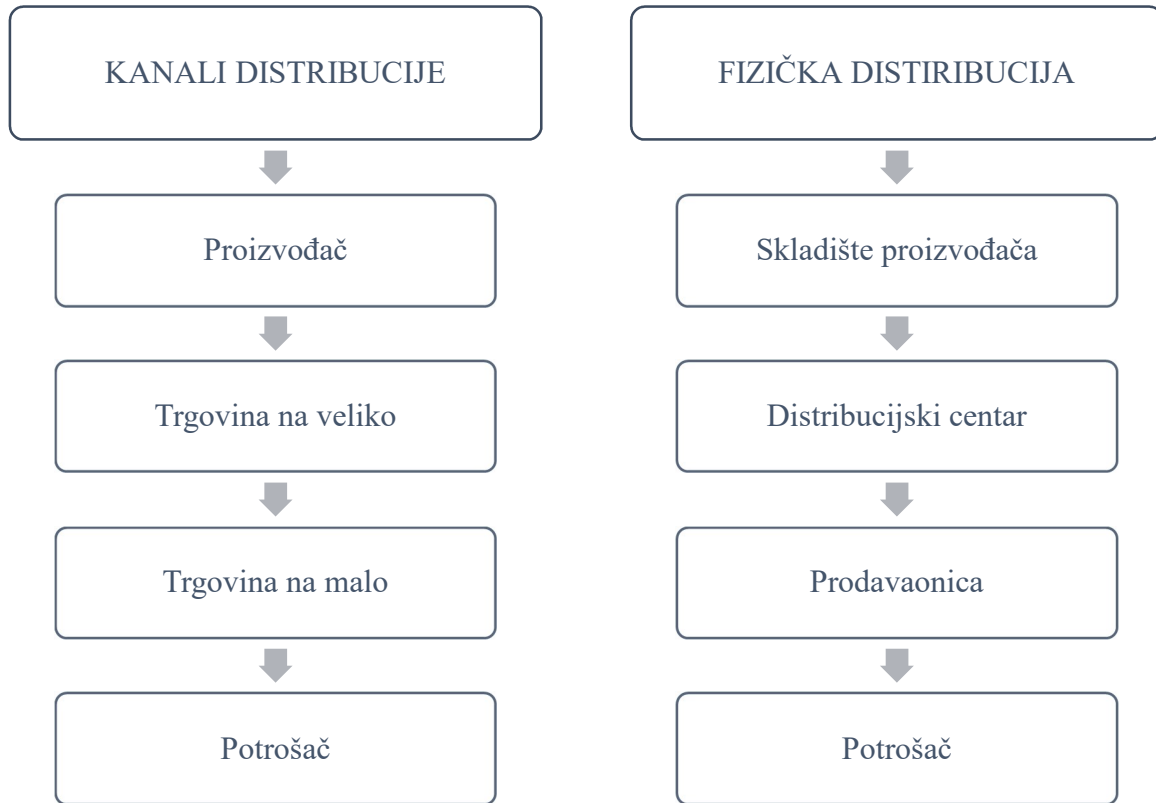 KANALI DISTRIBUCIJE
Proizvođač
Trgovina na veliko
Trgovina na malo
Potrošač
FIZIČKA DISTIRIBUCIJA
Skladište proizvođača
Distribucijski centar
Prodavaonica
Potrošač